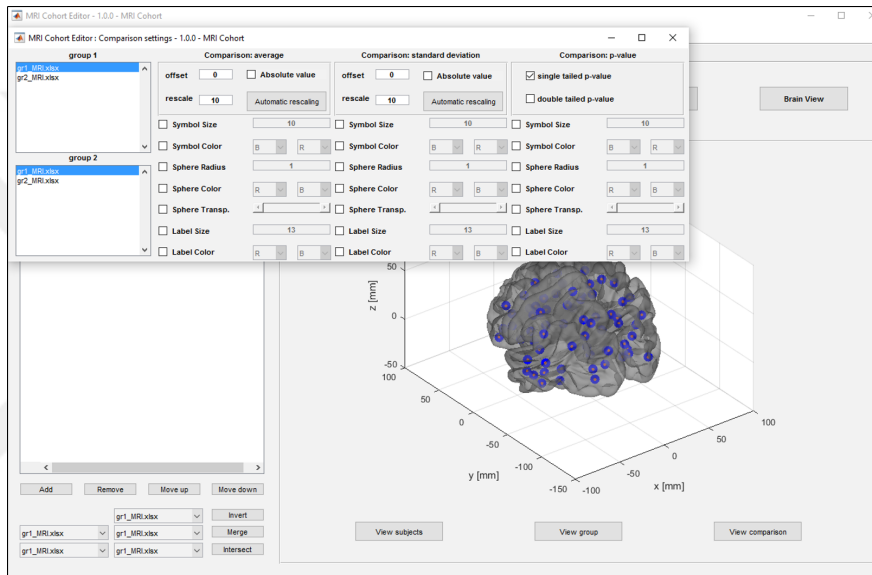 MRI Cohort Editor - 1.0.0 - MRI Cohort
MRI Cohort Editor : Comparison settings - 1.0.0 - MRI Cohort
group 1
gr1_MRI.xlsx
gr2_MRI.xlsx
group 2
gr1_MRI.xlsx
gr2_MRI.xlsx
Comparison: average
offset 0 Absolute value
rescale 10 Automatic rescaling
Symbol Size 10
Symbol Color B R
Sphere Radius 1
Sphere Color R B
Sphere Transp.
Label Size 13
Label Color R B
Comparison: standard deviation
offset 0 Absolute value
rescale 10 Automatic rescaling
Symbol Size 10
Symbol Color B R
Sphere Radius 1
Sphere Color R B
Sphere Transp.
Label Size 13
Label Color R B
Comparison: p-value
single tailed p-value
double tailed p-value
Symbol Size 10
Symbol Color B R
Sphere Radius 1
Sphere Color R B
Sphere Transp.
Label Size 13
Label Color R B
Brain View
50
0
-50
z [mm]
100
50
0
-50
-100
-150
y [mm]
-100
-50
0
50
100
x [mm]
Add Remove Move up Move down
gr1_MRI.xlsx Invert
gr1_MRI.xlsx gr1_MRI.xlsx Merge
gr1_MRI.xlsx gr1_MRI.xlsx Intersect
View subjects View group View comparison